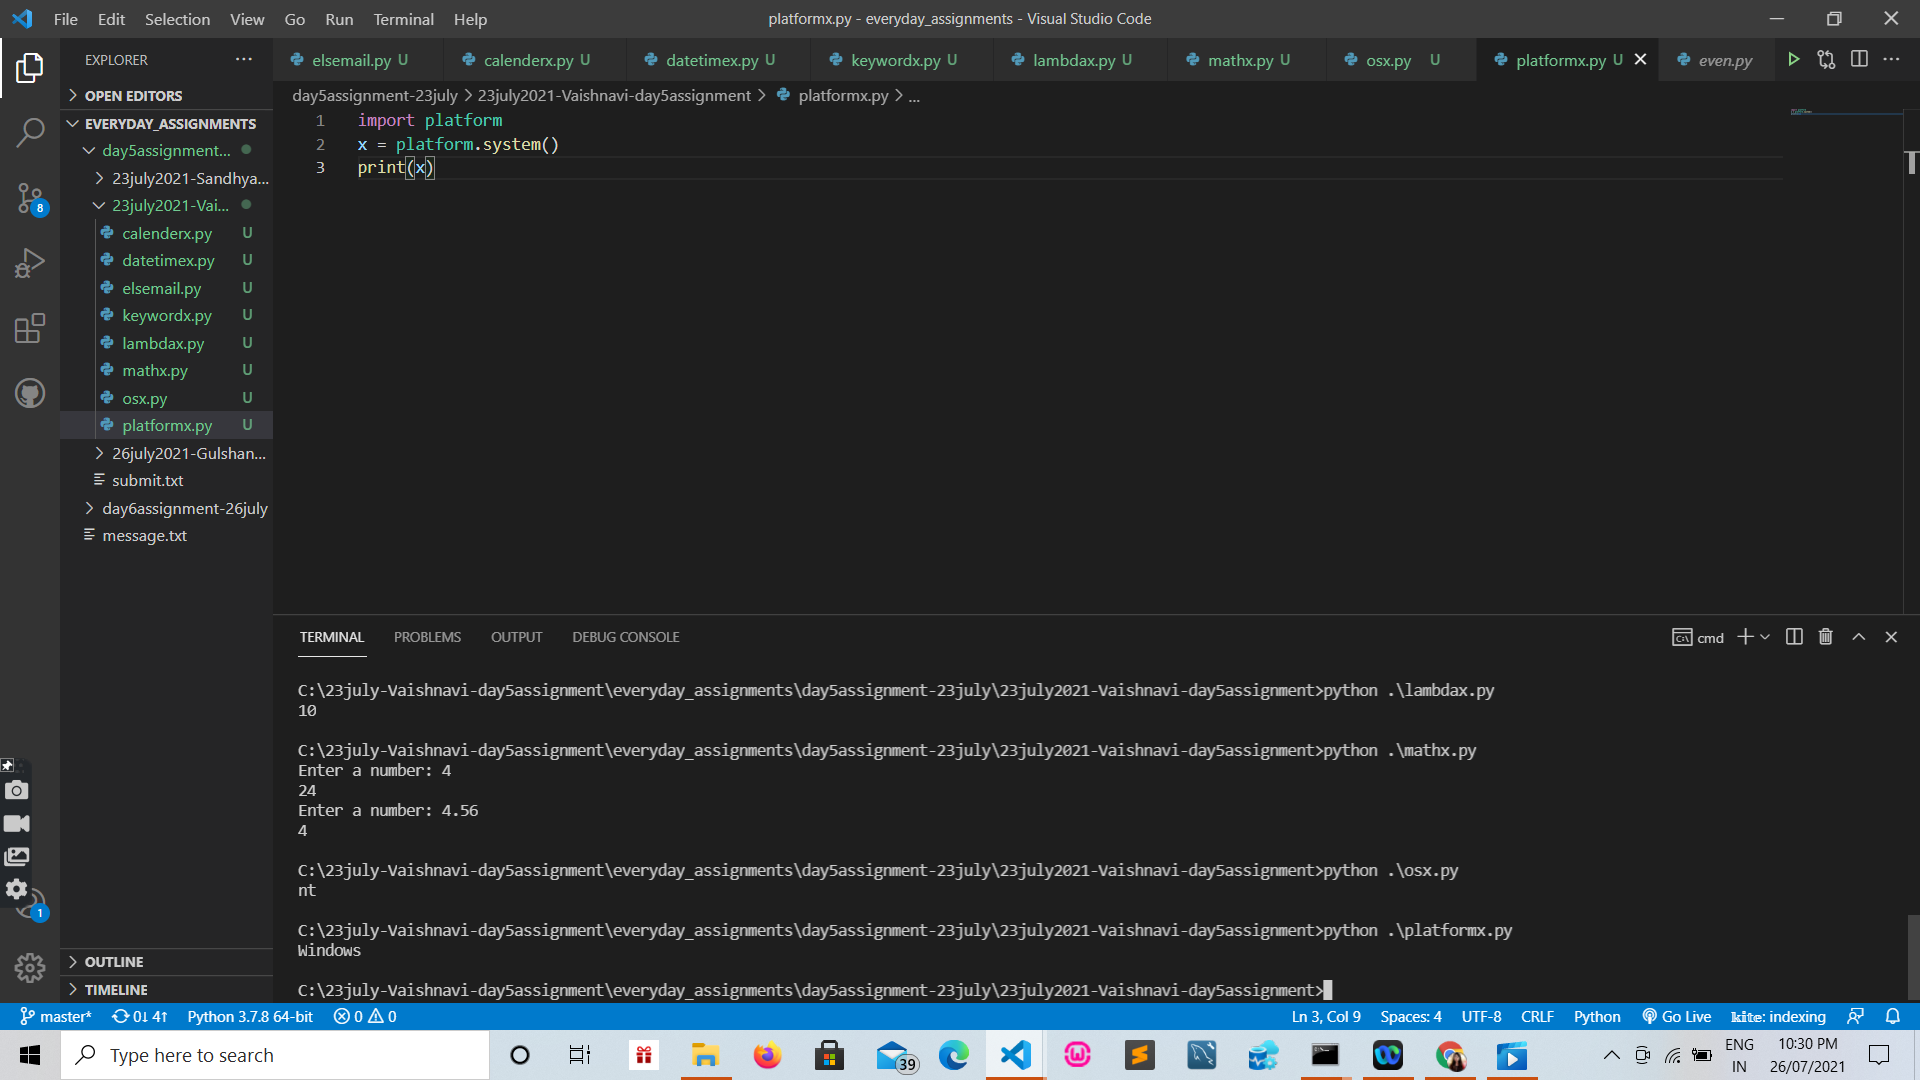 File Edit Selection View Go Run Terminal Help
platformx.py - everyday_assignments - Visual Studio Code
EXPLORER
elsemail.py U calenderx.py U datetimex.py U keywordx.py U lambdax.py U mathx.py U osx.py U platformx.py U even.py
OPEN EDITORS
EVERYDAY_ASSIGNMENTS
day5assignment...
23july2021-Sandhya...
23july2021-Vai...
calenderx.py U
datetimex.py U
elsemail.py U
keywordx.py U
lambdax.py U
mathx.py U
osx.py U
platformx.py U
26july2021-Gulshan...
submit.txt
day6assignment-26july
message.txt
OUTLINE
TIMELINE
8
1
day5assignment-23july > 23july2021-Vaishnavi-day5assignment > platformx.py > ...
1 import platform
2 x = platform.system()
3 print(x)
TERMINAL PROBLEMS OUTPUT DEBUG CONSOLE
cmd
C:\23july-Vaishnavi-day5assignment\everyday_assignments\day5assignment-23july\23july2021-Vaishnavi-day5assignment>python .\lambdax.py
10
C:\23july-Vaishnavi-day5assignment\everyday_assignments\day5assignment-23july\23july2021-Vaishnavi-day5assignment>python .\mathx.py
Enter a number: 4
24
Enter a number: 4.56
4
C:\23july-Vaishnavi-day5assignment\everyday_assignments\day5assignment-23july\23july2021-Vaishnavi-day5assignment>python .\osx.py
nt
C:\23july-Vaishnavi-day5assignment\everyday_assignments\day5assignment-23july\23july2021-Vaishnavi-day5assignment>python .\platformx.py
Windows
C:\23july-Vaishnavi-day5assignment\everyday_assignments\day5assignment-23july\23july2021-Vaishnavi-day5assignment>
master* 0↓ 4↑ Python 3.7.8 64-bit 0 0
Ln 3, Col 9 Spaces: 4 UTF-8 CRLF Python Go Live kite: indexing
Type here to search
39
ENG
IN
10:30 PM
26/07/2021